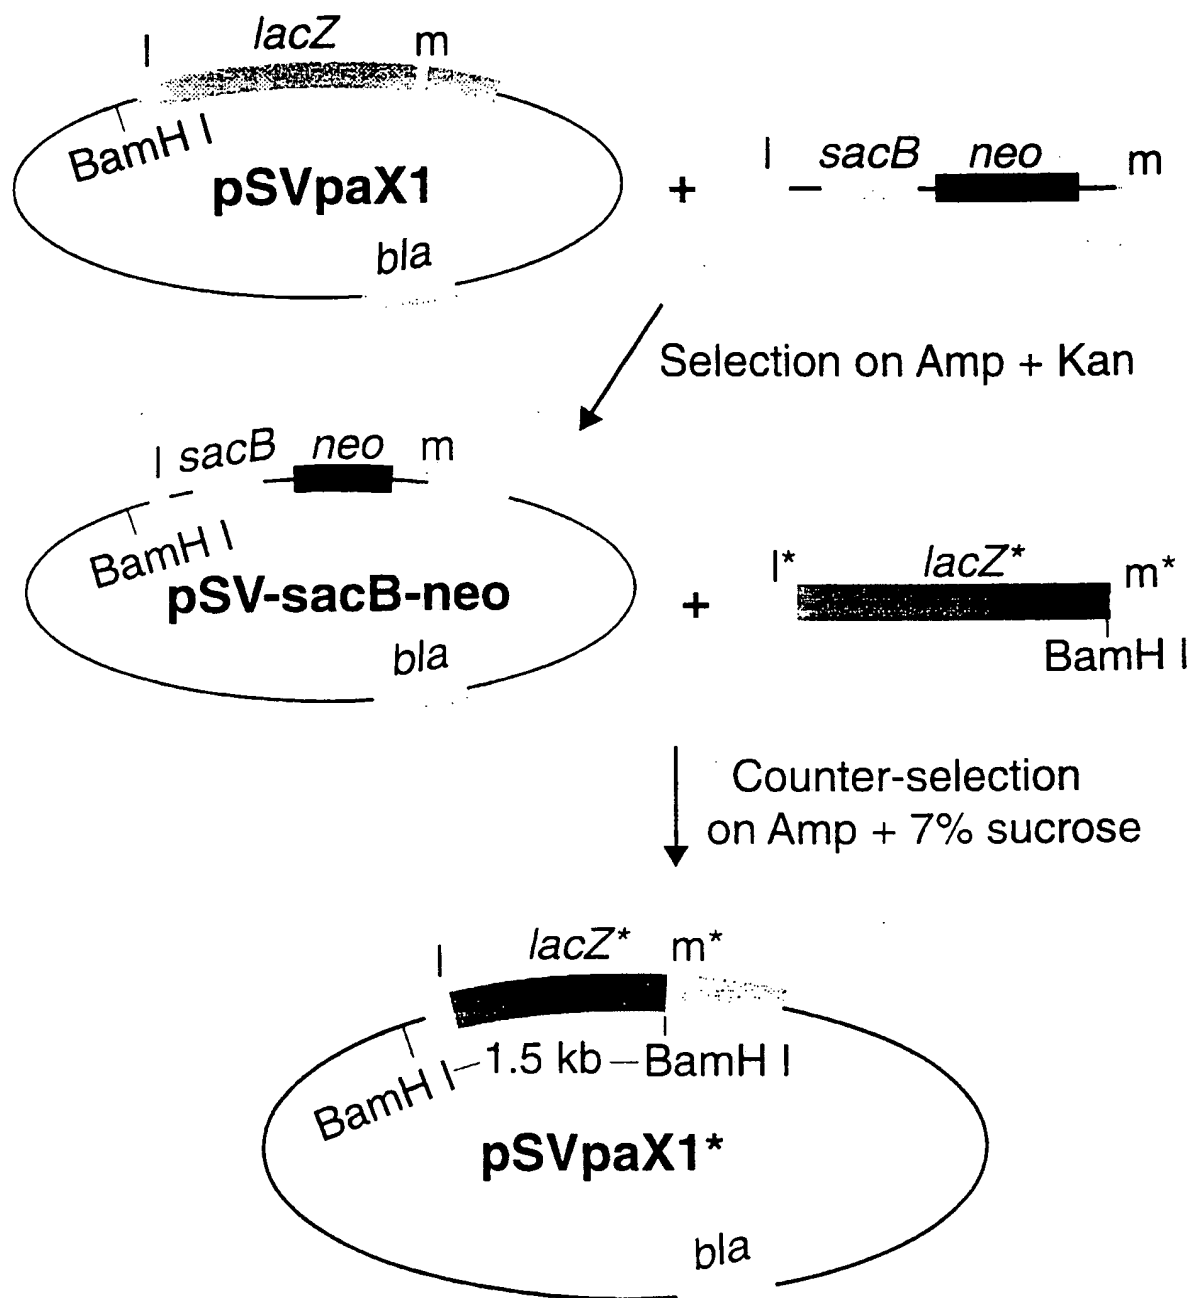 l lacZ m
BamH I
pSVpaX1
bla
+
l sacB neo m
Selection on Amp + Kan
l sacB neo m
BamH I
pSV-sacB-neo
bla
+
l* lacZ* m*
BamH I
Counter-selection
on Amp + 7% sucrose
l lacZ* m*
BamH I – 1.5 kb – BamH I
pSVpaX1*
bla